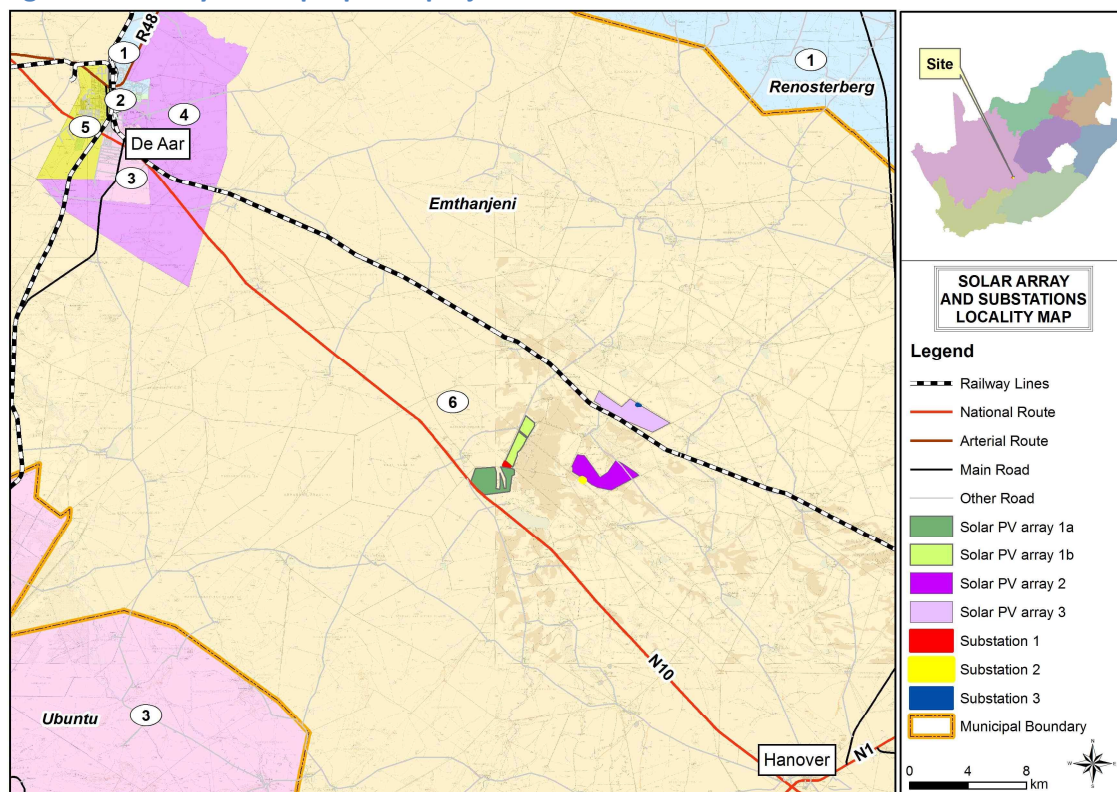 R48
1
1
Renosterberg
2
4
5
De Aar
3
Emthanjeni
6
N10
Ubuntu
3
Hanover
N1
Site
SOLAR ARRAY
AND SUBSTATIONS
LOCALITY MAP
Legend
Railway Lines
National Route
Arterial Route
Main Road
Other Road
Solar PV array 1a
Solar PV array 1b
Solar PV array 2
Solar PV array 3
Substation 1
Substation 2
Substation 3
Municipal Boundary
N
W E
S
0 4 8
km